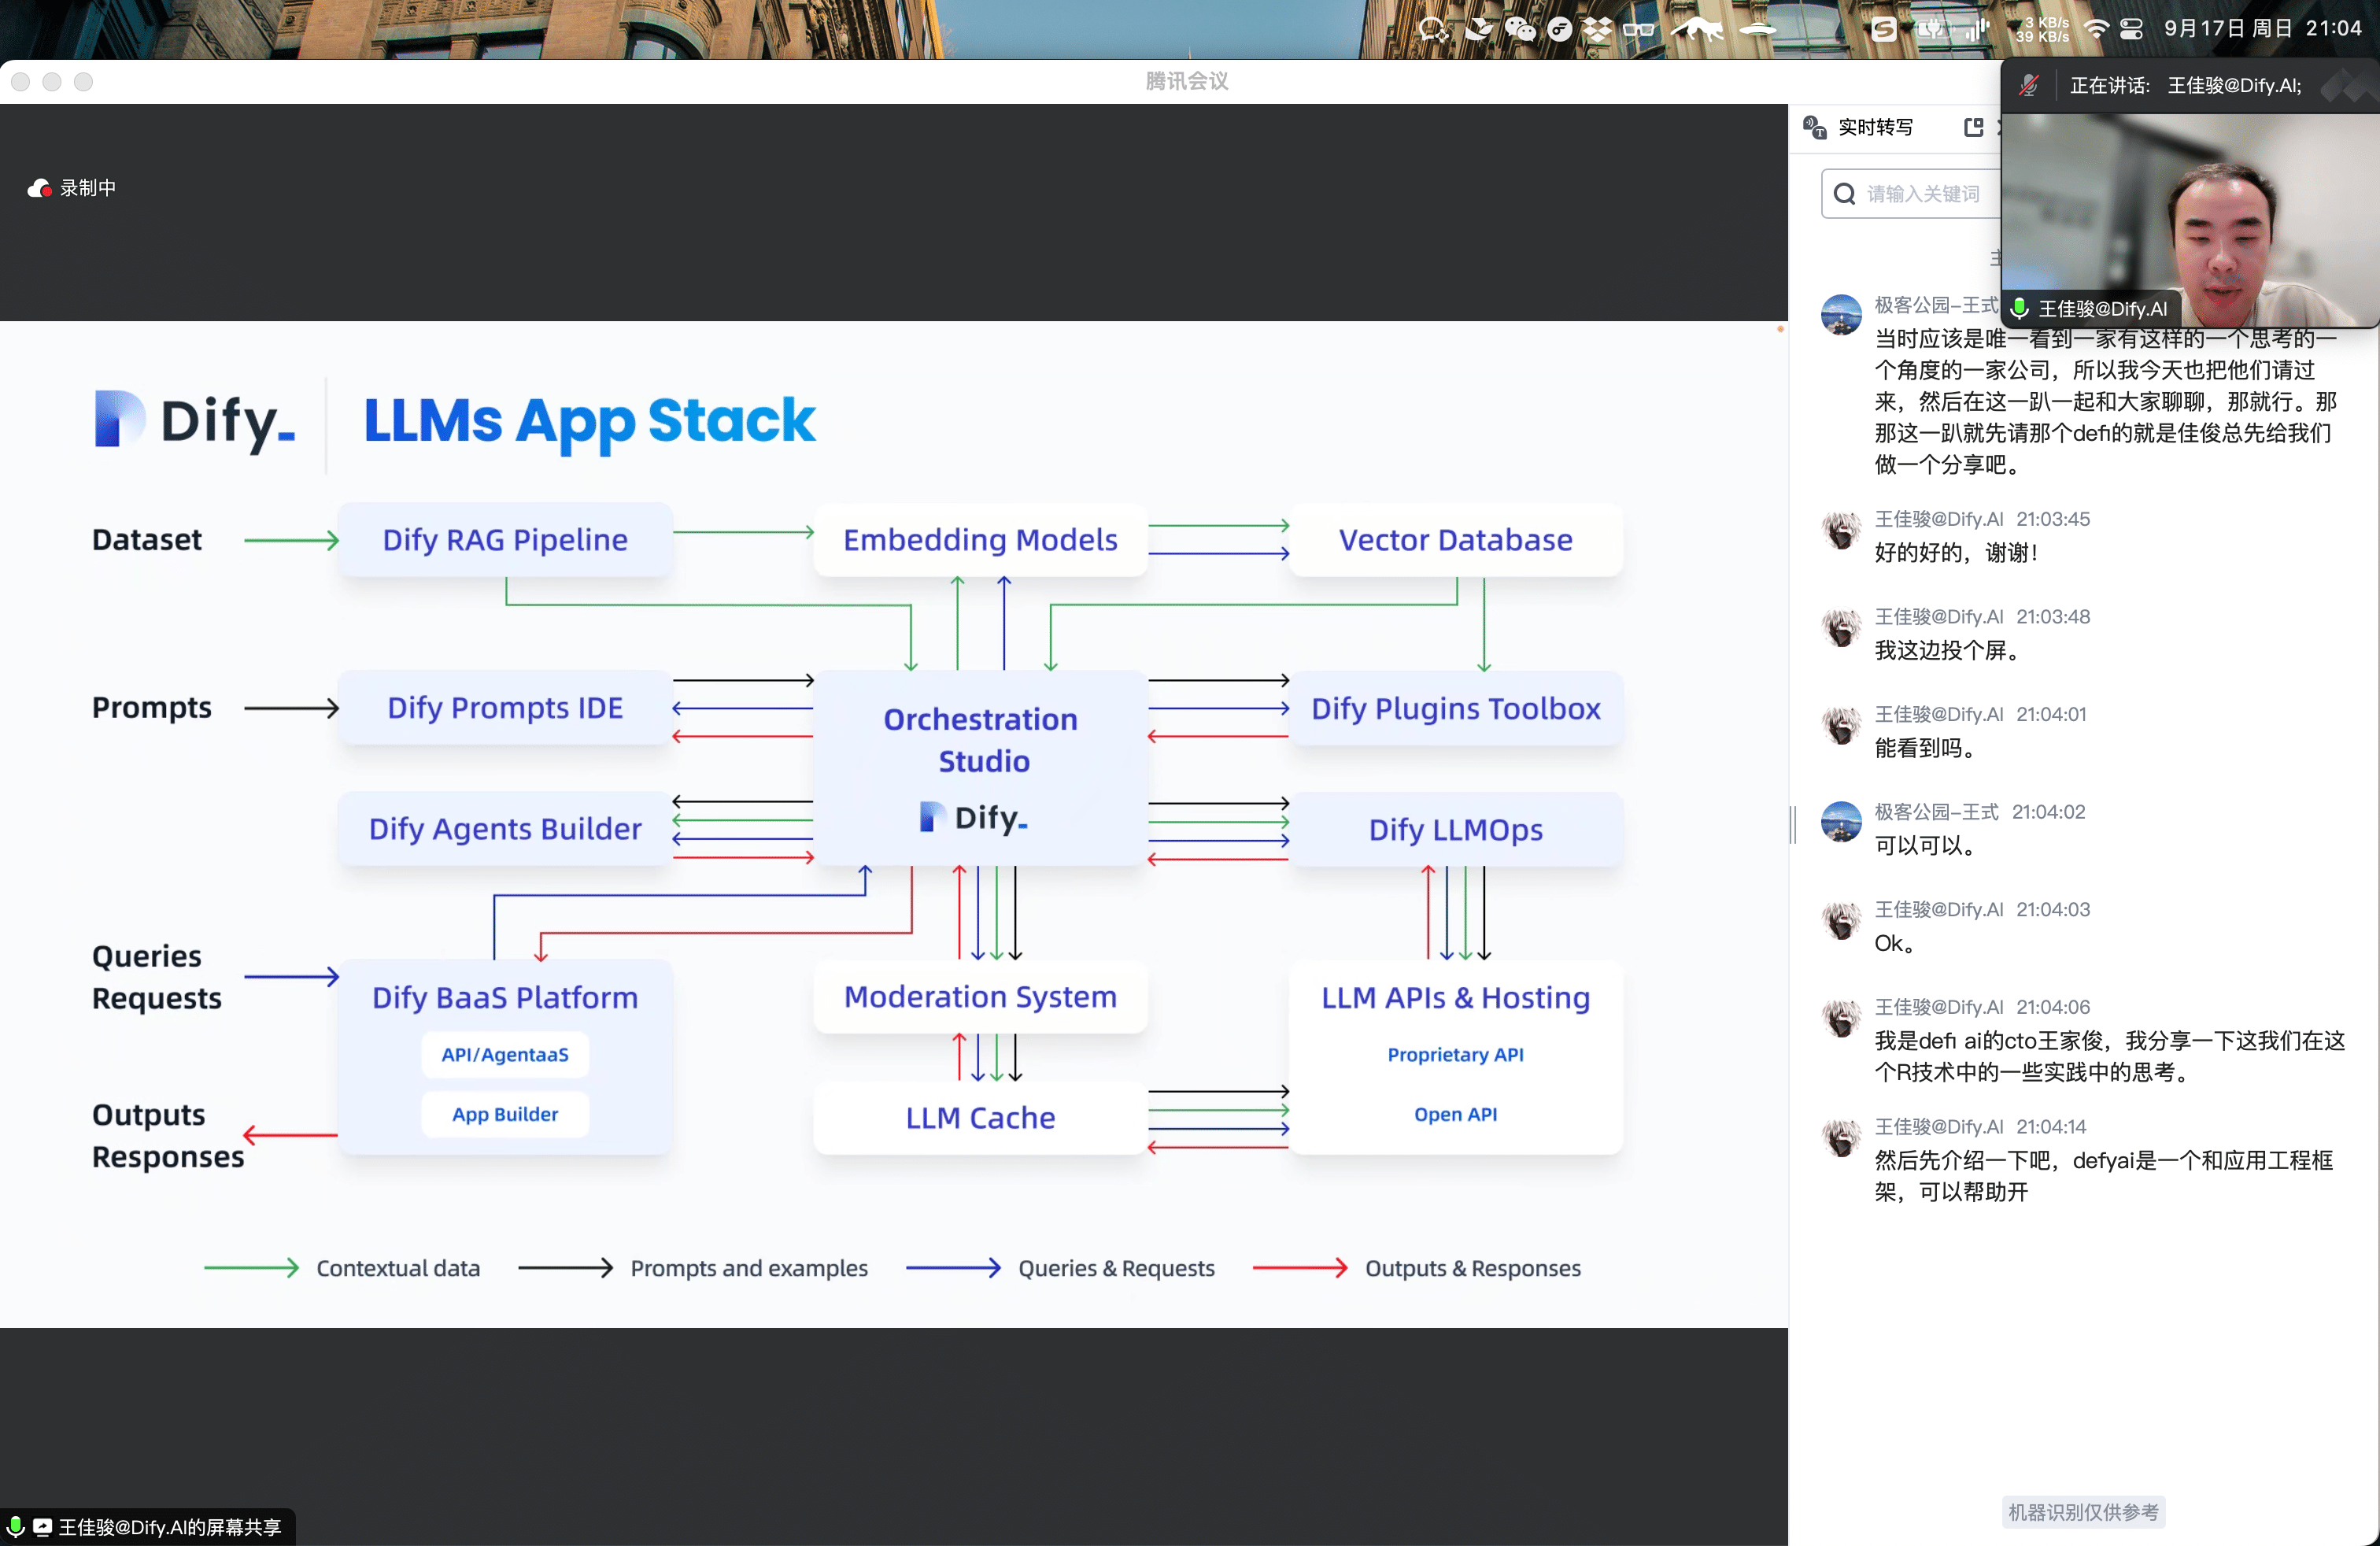 3 KB/s
39 KB/s
9月17日 周日 21:04
腾讯会议
正在讲话: 王佳骏@Dify.AI;
录制中
实时转写
请输入关键词
王佳骏@Dify.AI
Dify_
LLMs App Stack
Dataset
Dify RAG Pipeline
Embedding Models
Vector Database
Prompts
Dify Prompts IDE
Orchestration
Studio
Dify_
Dify Plugins Toolbox
Dify Agents Builder
Dify LLMOps
Queries
Requests
Dify BaaS Platform
API/AgentaaS
App Builder
Moderation System
LLM APIs & Hosting
Proprietary API
Open API
LLM Cache
Outputs
Responses
Contextual data
Prompts and examples
Queries & Requests
Outputs & Responses
极客公园-王式
当时应该是唯一看到一家有这样的一个思考的一
个角度的一家公司，所以我今天也把他们请过
来，然后在这一趴一起和大家聊聊，那就行。那
那这一趴就先请那个defi的就是佳俊总先给我们
做一个分享吧。
王佳骏@Dify.AI 21:03:45
好的好的，谢谢！
王佳骏@Dify.AI 21:03:48
我这边投个屏。
王佳骏@Dify.AI 21:04:01
能看到吗。
极客公园-王式 21:04:02
可以可以。
王佳骏@Dify.AI 21:04:03
Ok。
王佳骏@Dify.AI 21:04:06
我是defi ai的cto王家俊，我分享一下这我们在这
个R技术中的一些实践中的思考。
王佳骏@Dify.AI 21:04:14
然后先介绍一下吧，defyai是一个和应用工程框
架，可以帮助开
机器识别仅供参考
王佳骏@Dify.AI的屏幕共享